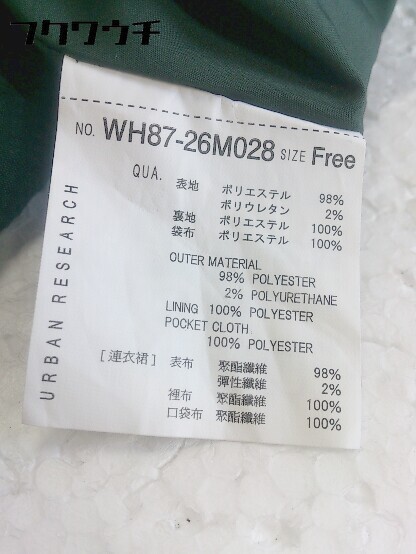 フクワウチ
NO. WH87-26M028 SIZE Free
QUA.
表地 ポリエステル 98%
ポリウレタン 2%
裏地 ポリエステル 100%
袋布 ポリエステル 100%
OUTER MATERIAL
98% POLYESTER
2% POLYURETHANE
LINING 100% POLYESTER
POCKET CLOTH
100% POLYESTER
[連衣裙] 表布 聚酯纖維 98%
彈性纖維 2%
裡布 聚酯纖維 100%
口袋布 聚酯纖維 100%
URBAN RESEARCH